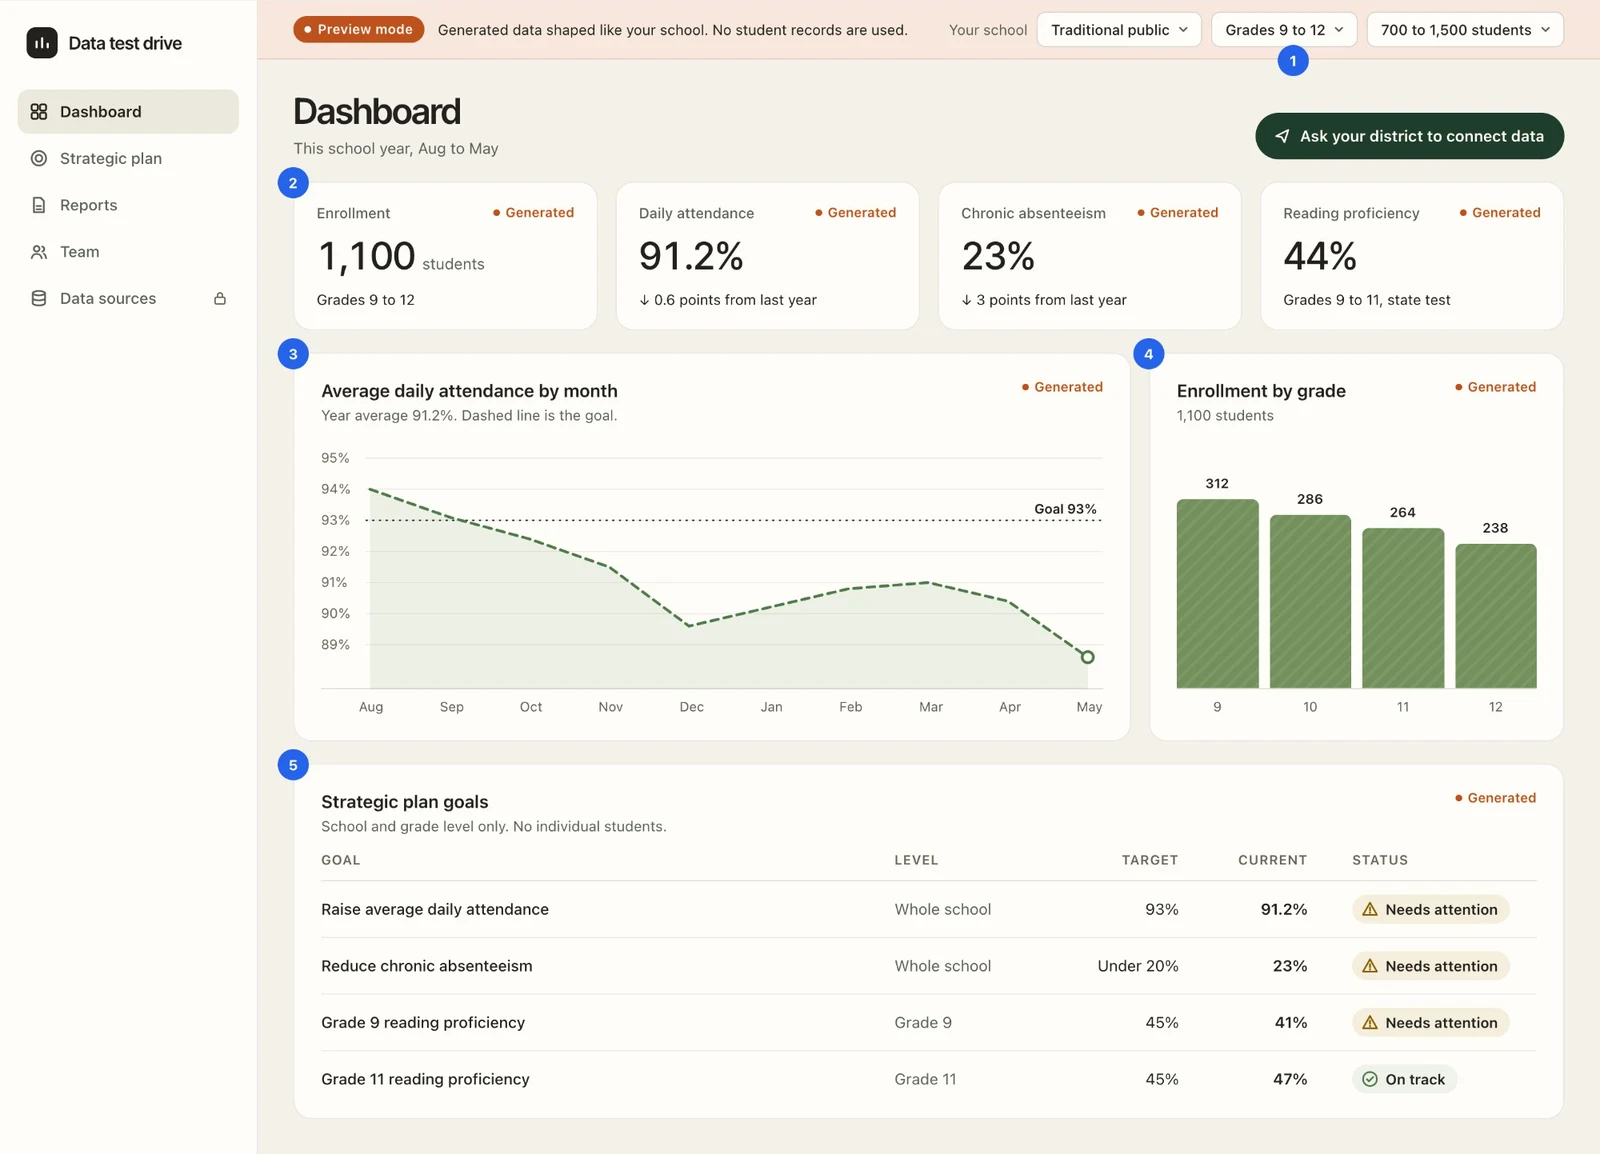 Data test drive
Dashboard
Strategic plan
Reports
Team
Data sources
Preview mode
Generated data shaped like your school. No student records are used.
Your school
Traditional public
Grades 9 to 12
700 to 1,500 students
1
Dashboard
This school year, Aug to May
Ask your district to connect data
2
Enrollment
Generated
1,100 students
Grades 9 to 12
Daily attendance
Generated
91.2%
↓ 0.6 points from last year
Chronic absenteeism
Generated
23%
↓ 3 points from last year
Reading proficiency
Generated
44%
Grades 9 to 11, state test
3
Average daily attendance by month
Generated
Year average 91.2%. Dashed line is the goal.
95%
94%
93%
92%
91%
90%
89%
Goal 93%
Aug Sep Oct Nov Dec Jan Feb Mar Apr May
4
Enrollment by grade
Generated
1,100 students
312 286 264 238
9 10 11 12
5
Strategic plan goals
Generated
School and grade level only. No individual students.
GOAL LEVEL TARGET CURRENT STATUS
Raise average daily attendance Whole school 93% 91.2% Needs attention
Reduce chronic absenteeism Whole school Under 20% 23% Needs attention
Grade 9 reading proficiency Grade 9 45% 41% Needs attention
Grade 11 reading proficiency Grade 11 45% 47% On track